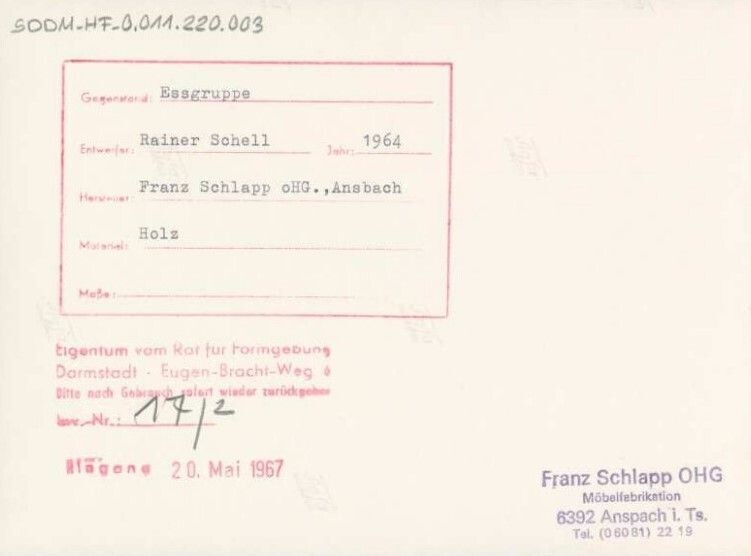 SDDM-HF-0.011.220.003
Gegenstand: Essgruppe
Entwerfer: Rainer Schell Jahr: 1964
Hersteller: Franz Schlapp oHG.,Ansbach
Material: Holz
Maße:
Eigentum vom Rat für Formgebung
Darmstadt - Eugen-Bracht-Weg 6
Bitte nach Gebrauch sofort wieder zurückgeben
Inv.-Nr.: 17/2
20. Mai 1967
Franz Schlapp OHG
Möbelfabrikation
6392 Anspach i. Ts.
Tel. (06081) 22 19